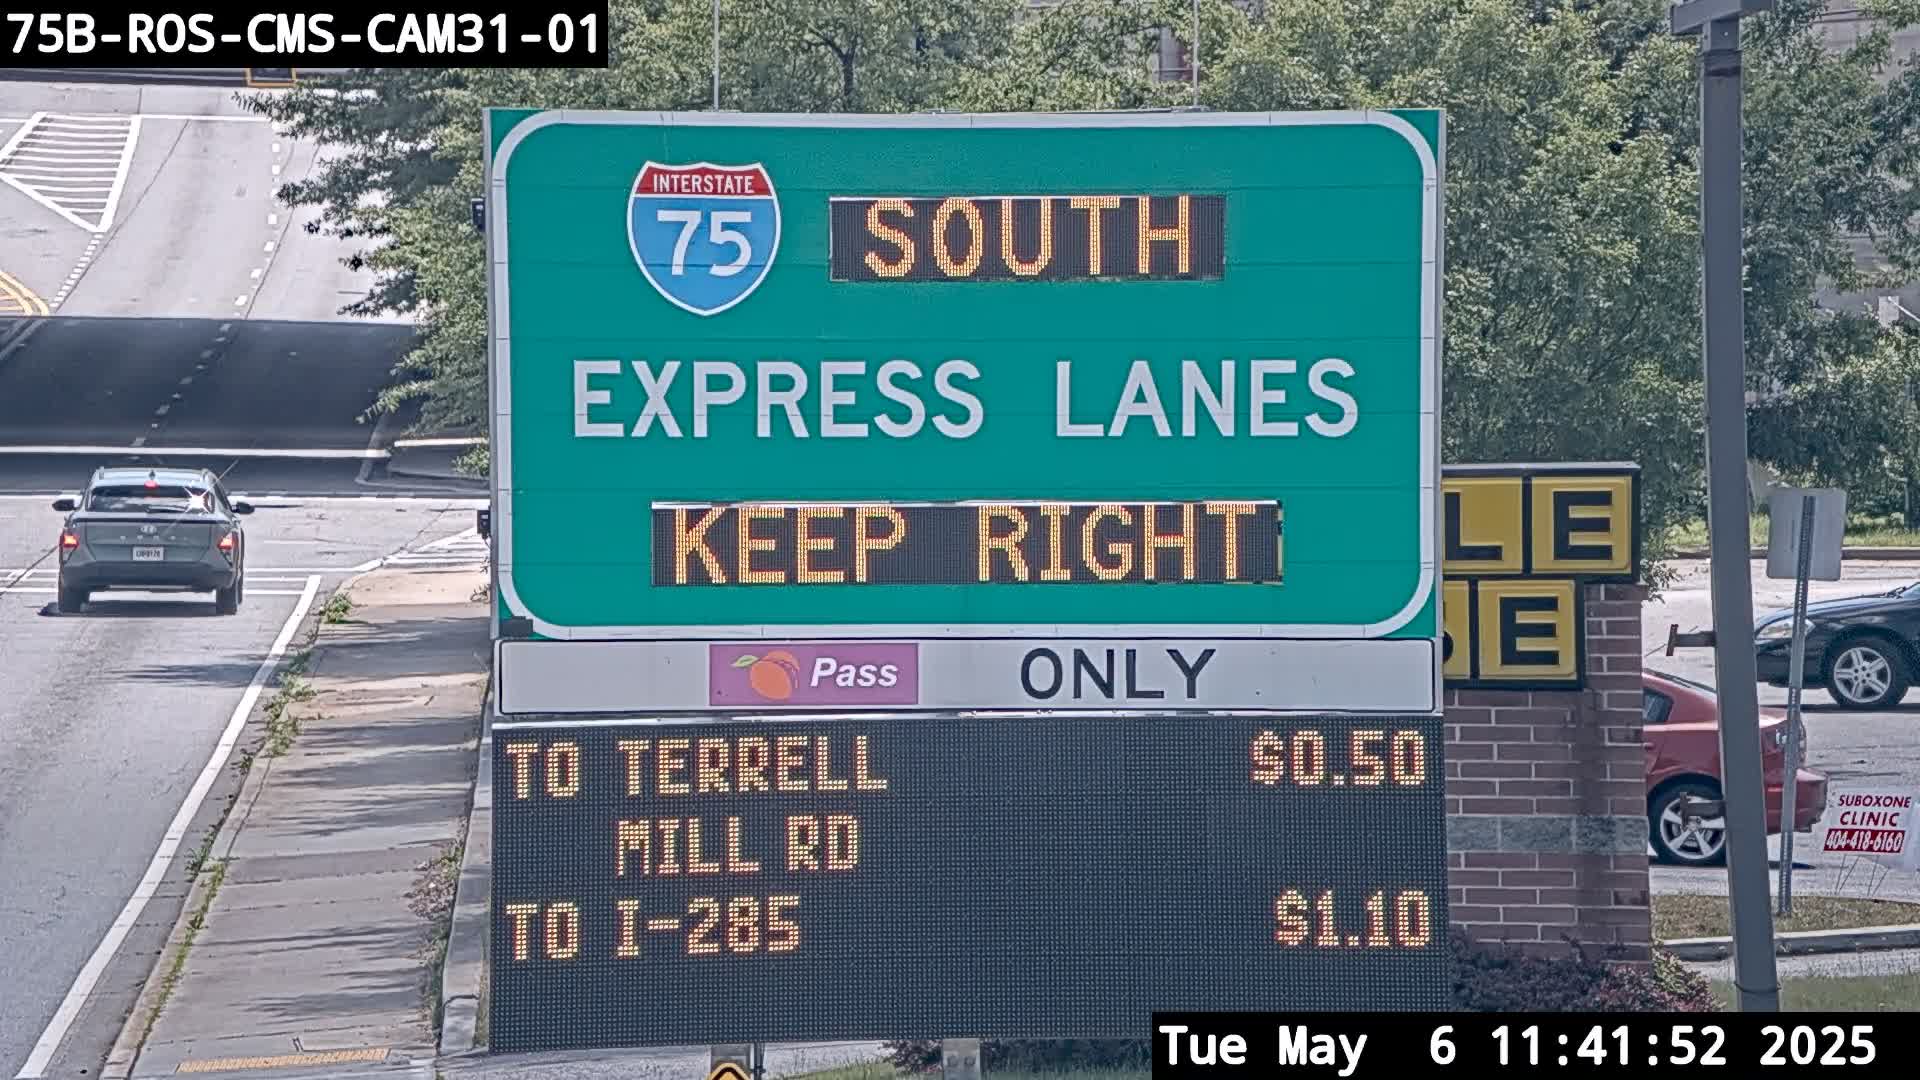 75B-ROS-CMS-CAM31-01
INTERSTATE
75
SOUTH
EXPRESS LANES
KEEP RIGHT
LE
E
Pass ONLY
TO TERRELL $0.50
MILL RD
TO I-285 $1.10
SUBOXONE
CLINIC
404-418-6160
Tue May 6 11:41:52 2025